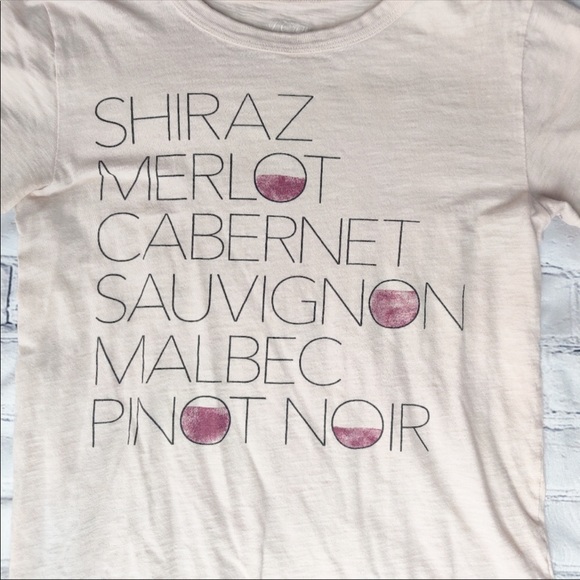 SHIRAZ
MERLOT
CABERNET
SAUVIGNON
MALBEC
PINOT NOIR